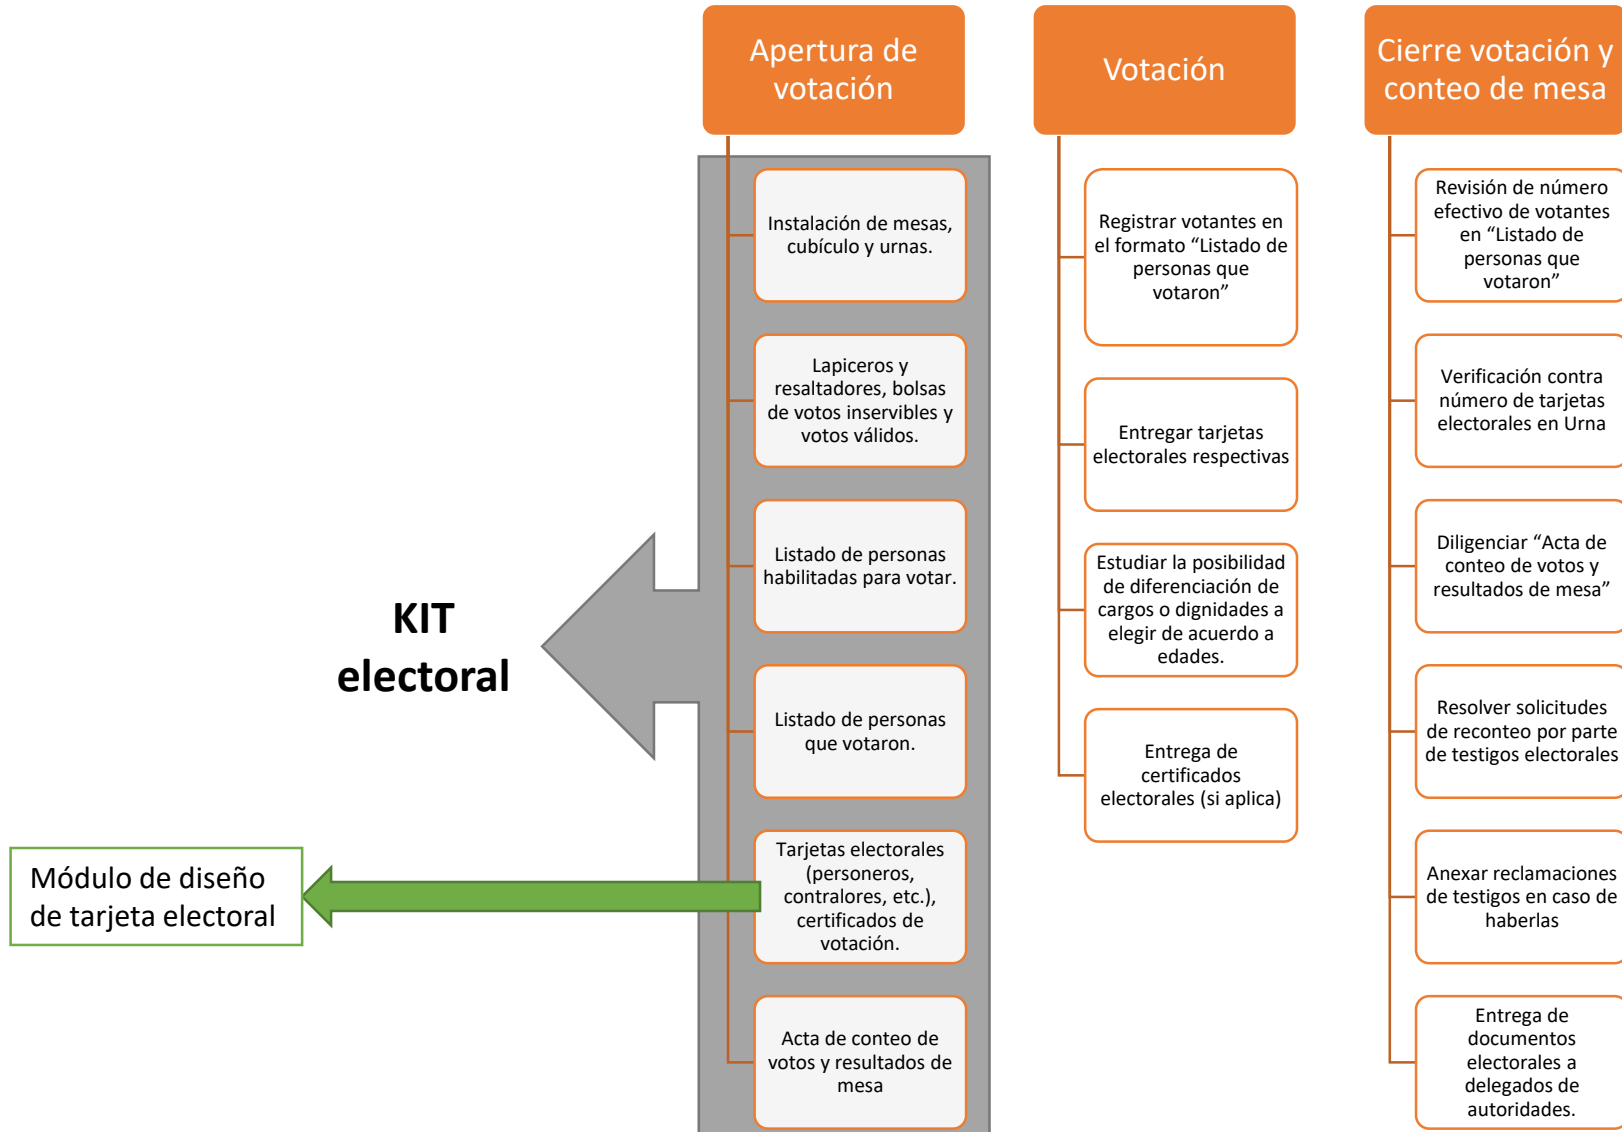 Apertura de
votación
Instalación de mesas,
cubículo y urnas.
Lapiceros y
resaltadores, bolsas
de votos inservibles y
votos válidos.
Listado de personas
habilitadas para votar.
Listado de personas
que votaron.
Tarjetas electorales
(personeros,
contralores, etc.),
certificados de
votación.
Acta de conteo de
votos y resultados de
mesa
KIT
electoral
Módulo de diseño
de tarjeta electoral
Votación
Registrar votantes en
el formato “Listado de
personas que
votaron”
Entregar tarjetas
electorales respectivas
Estudiar la posibilidad
de diferenciación de
cargos o dignidades a
elegir de acuerdo a
edades.
Entrega de
certificados
electorales (si aplica)
Cierre votación y
conteo de mesa
Revisión de número
efectivo de votantes
en “Listado de
personas que
votaron”
Verificación contra
número de tarjetas
electorales en Urna
Diligenciar “Acta de
conteo de votos y
resultados de mesa”
Resolver solicitudes
de reconteo por parte
de testigos electorales
Anexar reclamaciones
de testigos en caso de
haberlas
Entrega de
documentos
electorales a
delegados de
autoridades.